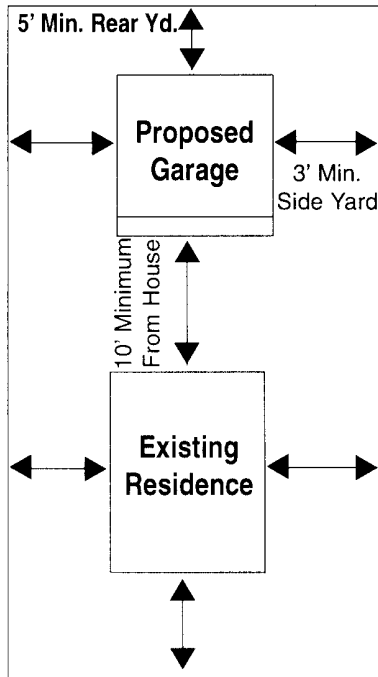 5' Min. Rear Yd.
Proposed
Garage
3' Min.
Side Yard
10' Minimum
From House
Existing
Residence